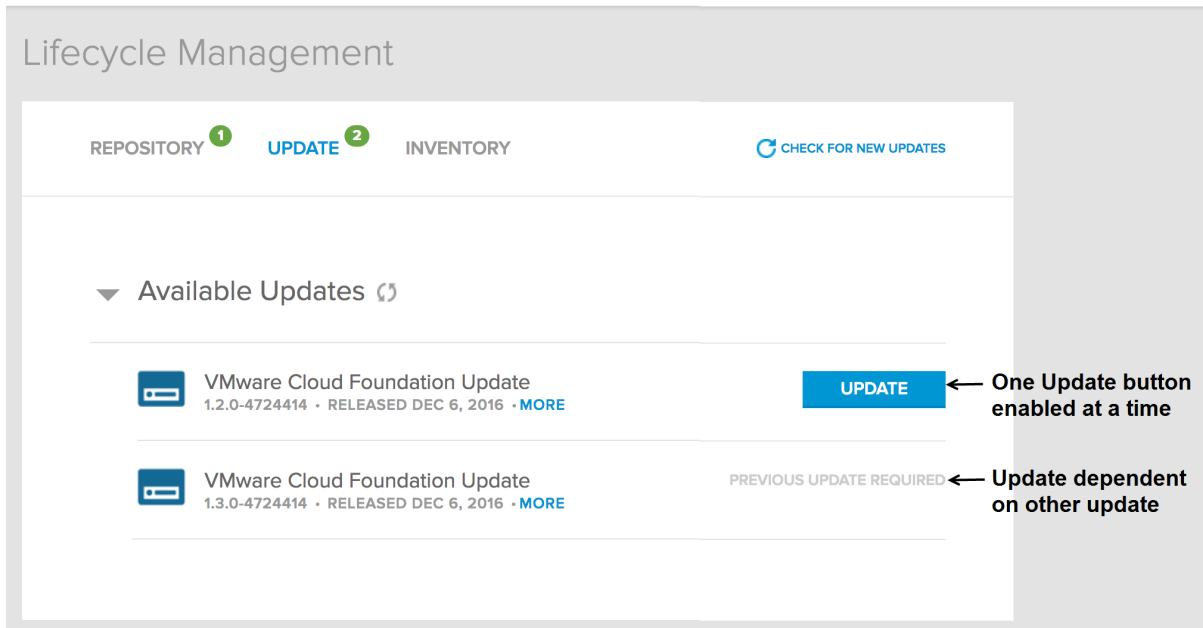 Lifecycle Management
REPOSITORY 1 UPDATE 2 INVENTORY CHECK FOR NEW UPDATES
Available Updates
VMware Cloud Foundation Update
1.2.0-4724414 • RELEASED DEC 6, 2016 • MORE
UPDATE
One Update button
enabled at a time
VMware Cloud Foundation Update
1.3.0-4724414 • RELEASED DEC 6, 2016 • MORE
PREVIOUS UPDATE REQUIRED
Update dependent
on other update